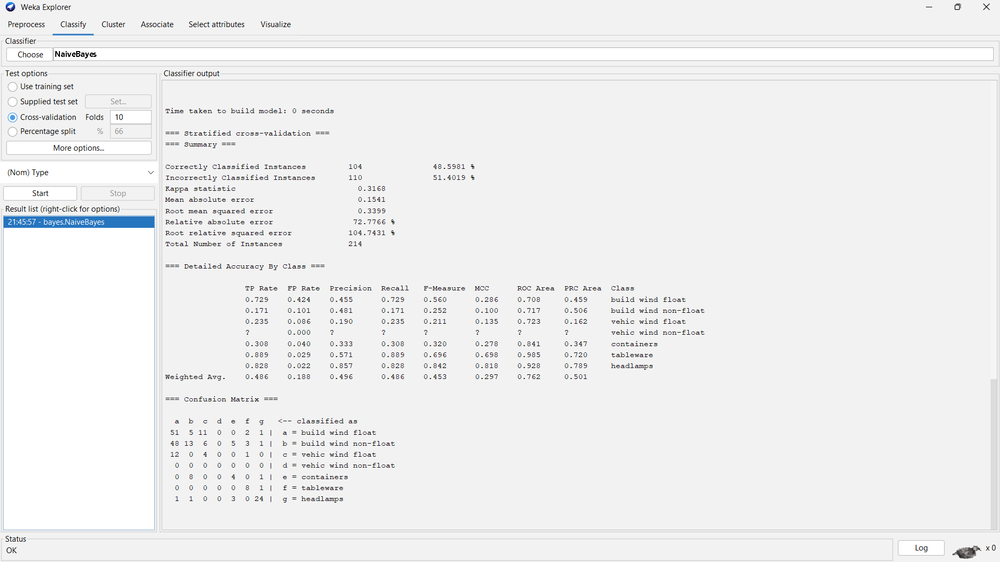 Weka Explorer
Preprocess Classify Cluster Associate Select attributes Visualize
Classifier
Choose NaiveBayes
Test options
Use training set
Supplied test set Set...
Cross-validation Folds 10
Percentage split % 66
More options...
(Nom) Type
Start Stop
Result list (right-click for options)
21:45:57 - bayes.NaiveBayes
Classifier output
Time taken to build model: 0 seconds
=== Stratified cross-validation ===
=== Summary ===
Correctly Classified Instances 104 48.5981 %
Incorrectly Classified Instances 110 51.4019 %
Kappa statistic 0.3168
Mean absolute error 0.1541
Root mean squared error 0.3399
Relative absolute error 72.7766 %
Root relative squared error 104.7431 %
Total Number of Instances 214
=== Detailed Accuracy By Class ===
TP Rate FP Rate Precision Recall F-Measure MCC ROC Area PRC Area Class
0.729 0.424 0.455 0.729 0.560 0.286 0.708 0.459 build wind float
0.171 0.101 0.481 0.171 0.252 0.100 0.717 0.506 build wind non-float
0.235 0.086 0.190 0.235 0.211 0.135 0.723 0.162 vehic wind float
? 0.000 ? ? ? ? ? ? vehic wind non-float
0.308 0.040 0.333 0.308 0.320 0.278 0.841 0.347 containers
0.889 0.029 0.571 0.889 0.696 0.698 0.985 0.720 tableware
0.828 0.022 0.857 0.828 0.842 0.818 0.928 0.789 headlamps
Weighted Avg. 0.486 0.188 0.496 0.486 0.453 0.297 0.762 0.501
=== Confusion Matrix ===
a b c d e f g <-- classified as
51 5 11 0 0 2 1 | a = build wind float
48 13 6 0 5 3 1 | b = build wind non-float
12 0 4 0 0 1 0 | c = vehic wind float
0 0 0 0 0 0 0 | d = vehic wind non-float
0 8 0 0 4 0 1 | e = containers
0 0 0 0 0 8 1 | f = tableware
1 1 0 0 3 0 24 | g = headlamps
Status
OK
Log x 0